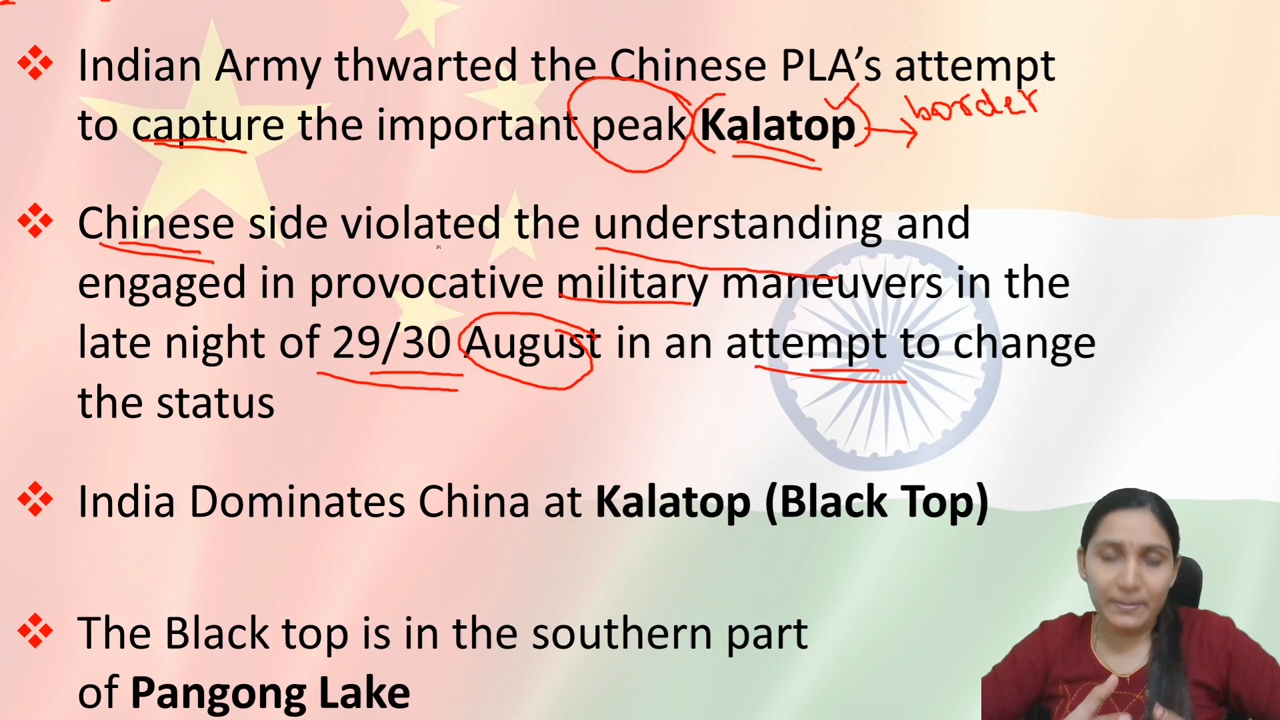 Indian Army thwarted the Chinese PLA’s attempt
to capture the important peak Kalatop
border
Chinese side violated the understanding and
engaged in provocative military maneuvers in the
late night of 29/30 August in an attempt to change
the status
India Dominates China at Kalatop (Black Top)
The Black top is in the southern part
of Pangong Lake